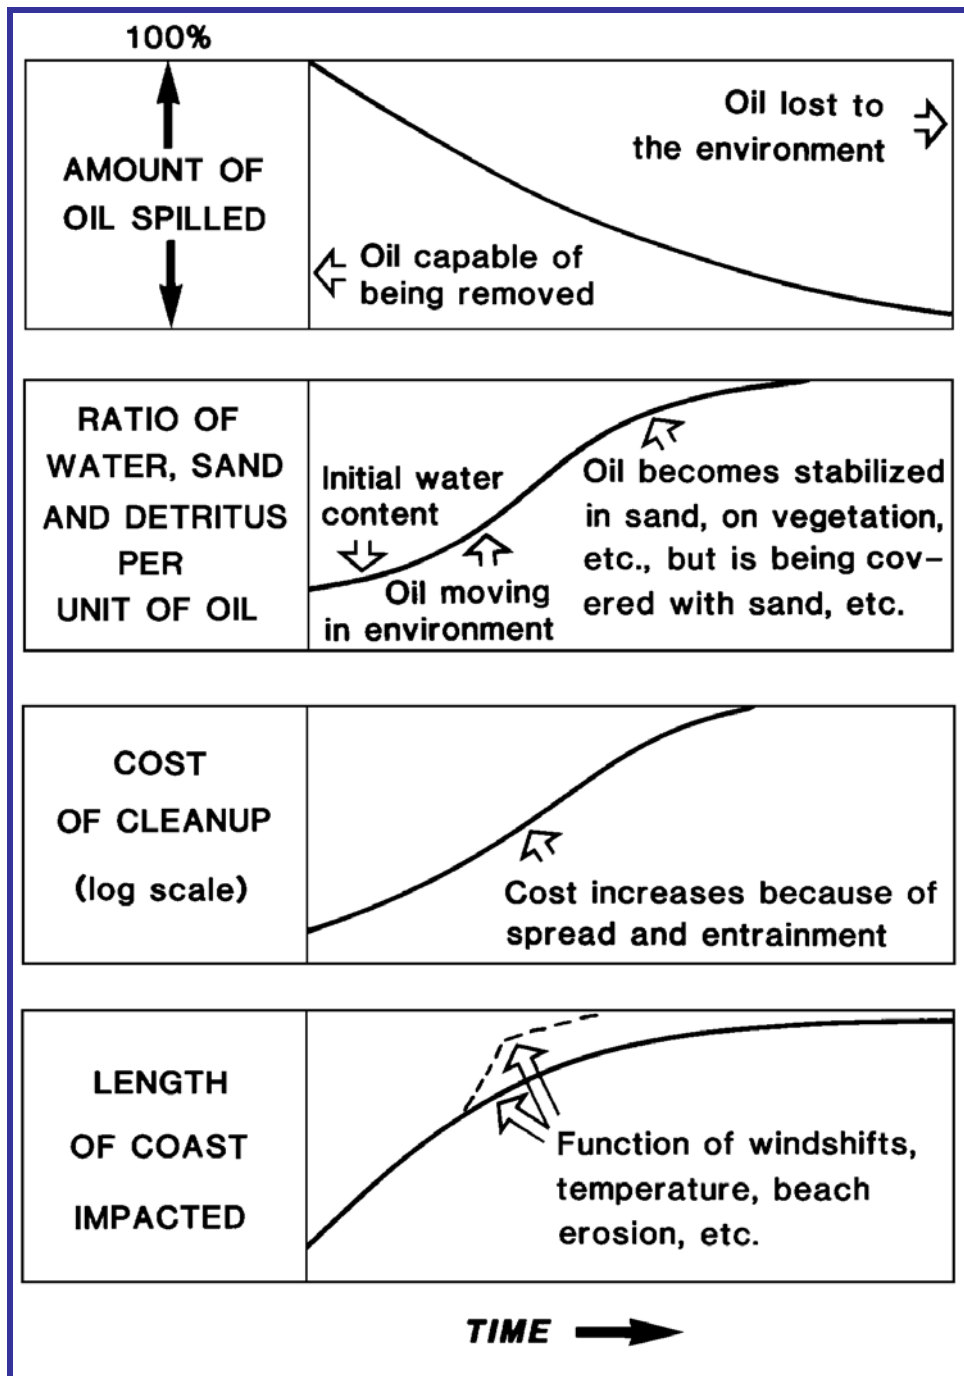 100%
AMOUNT OF
OIL SPILLED
Oil lost to
the environment
Oil capable of
being removed
RATIO OF
WATER, SAND
AND DETRITUS
PER
UNIT OF OIL
Initial water
content
Oil moving
in environment
Oil becomes stabilized
in sand, on vegetation,
etc., but is being cov-
ered with sand, etc.
COST
OF CLEANUP
(log scale)
Cost increases because of
spread and entrainment
LENGTH
OF COAST
IMPACTED
Function of windshifts,
temperature, beach
erosion, etc.
TIME